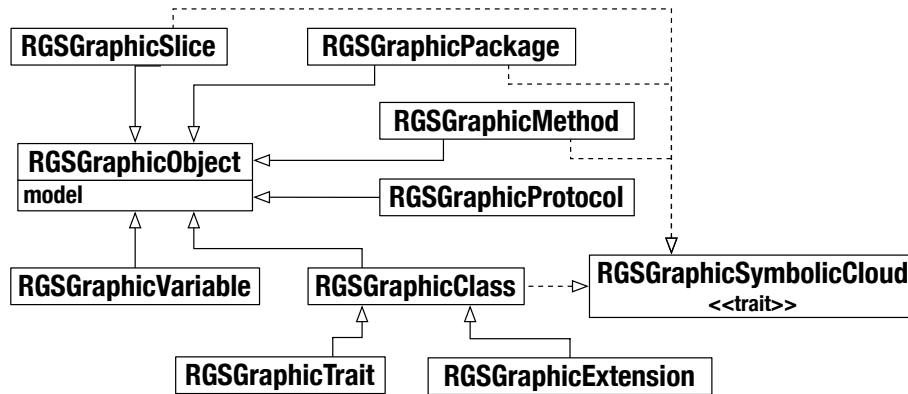 RGSGraphicSlice
RGSGraphicPackage
RGSGraphicMethod
RGSGraphicObject
model
RGSGraphicProtocol
RGSGraphicVariable
RGSGraphicClass
RGSGraphicSymbolicCloud
<<trait>>
RGSGraphicTrait
RGSGraphicExtension